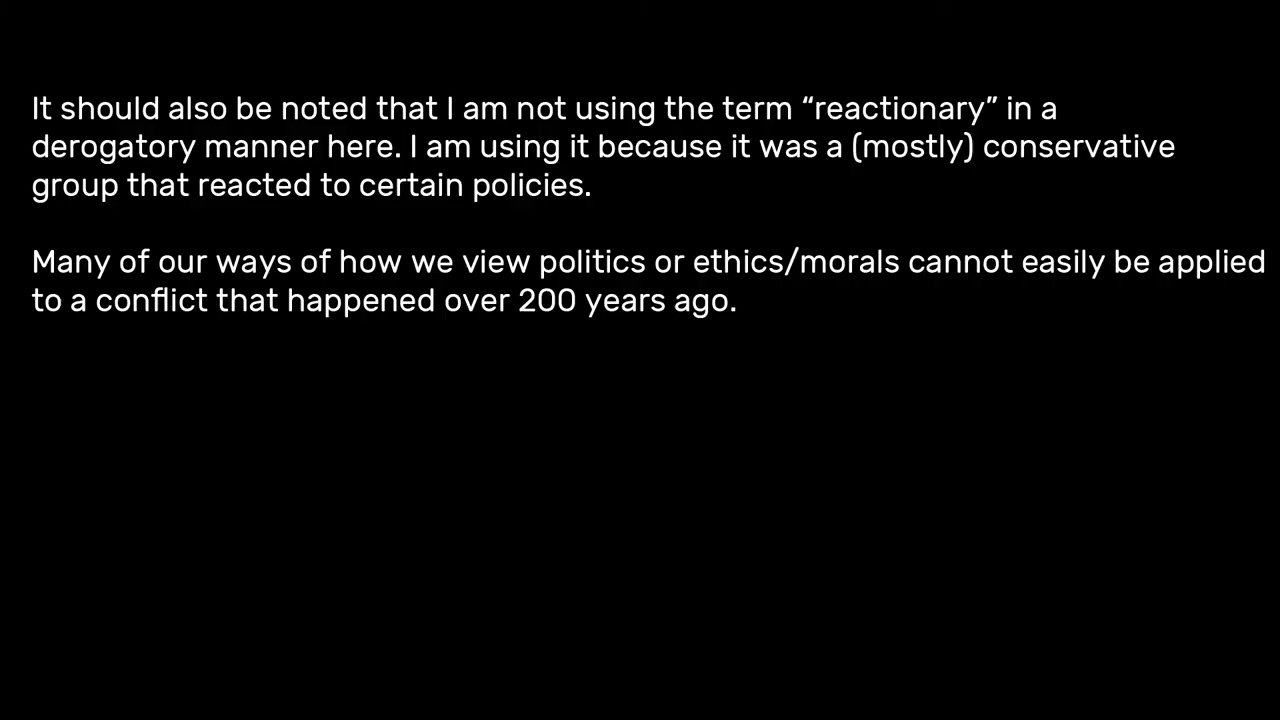 It should also be noted that I am not using the term “reactionary” in a
derogatory manner here. I am using it because it was a (mostly) conservative
group that reacted to certain policies.
Many of our ways of how we view politics or ethics/morals cannot easily be applied
to a conflict that happened over 200 years ago.